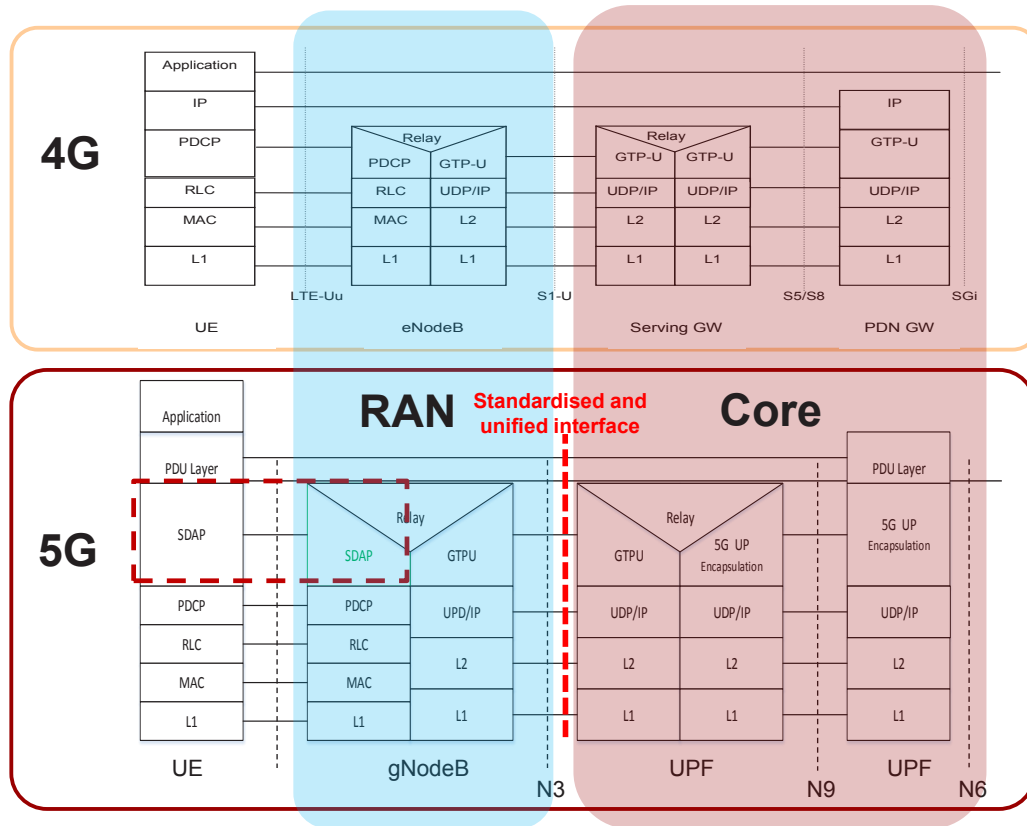 4G
Application
IP
PDCP
RLC
MAC
L1
UE
LTE-Uu
Relay
PDCP GTP-U
RLC UDP/IP
MAC L2
L1 L1
eNodeB
S1-U
Relay
GTP-U GTP-U
UDP/IP UDP/IP
L2 L2
L1 L1
Serving GW
S5/S8
IP
GTP-U
UDP/IP
L2
L1
PDN GW
SGi
5G
RAN
Standardised and
unified interface
Core
Application
PDU Layer
SDAP
PDCP
RLC
MAC
L1
UE
Relay
SDAP GTPU
PDCP UPD/IP
RLC L2
MAC
L1 L1
gNodeB
N3
Relay
GTPU 5G UP
Encapsulation
UDP/IP UDP/IP
L2 L2
L1 L1
UPF
N9
PDU Layer
5G UP
Encapsulation
UDP/IP
L2
L1
UPF
N6